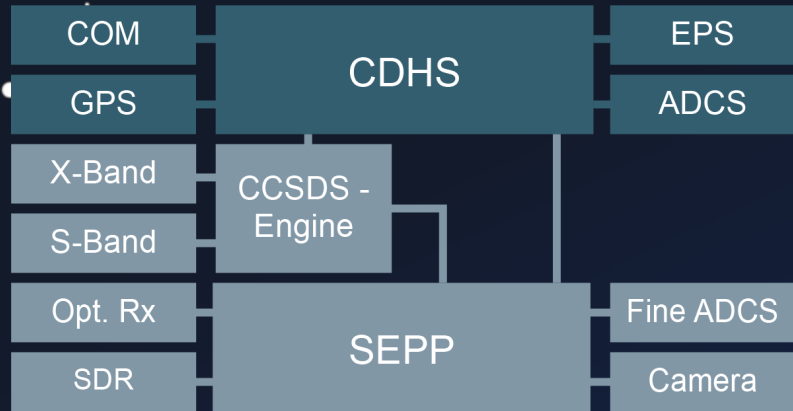 COM
CDHS
EPS
GPS
ADCS
X-Band
CCSDS -
Engine
S-Band
Opt. Rx
SEPP
Fine ADCS
SDR
Camera